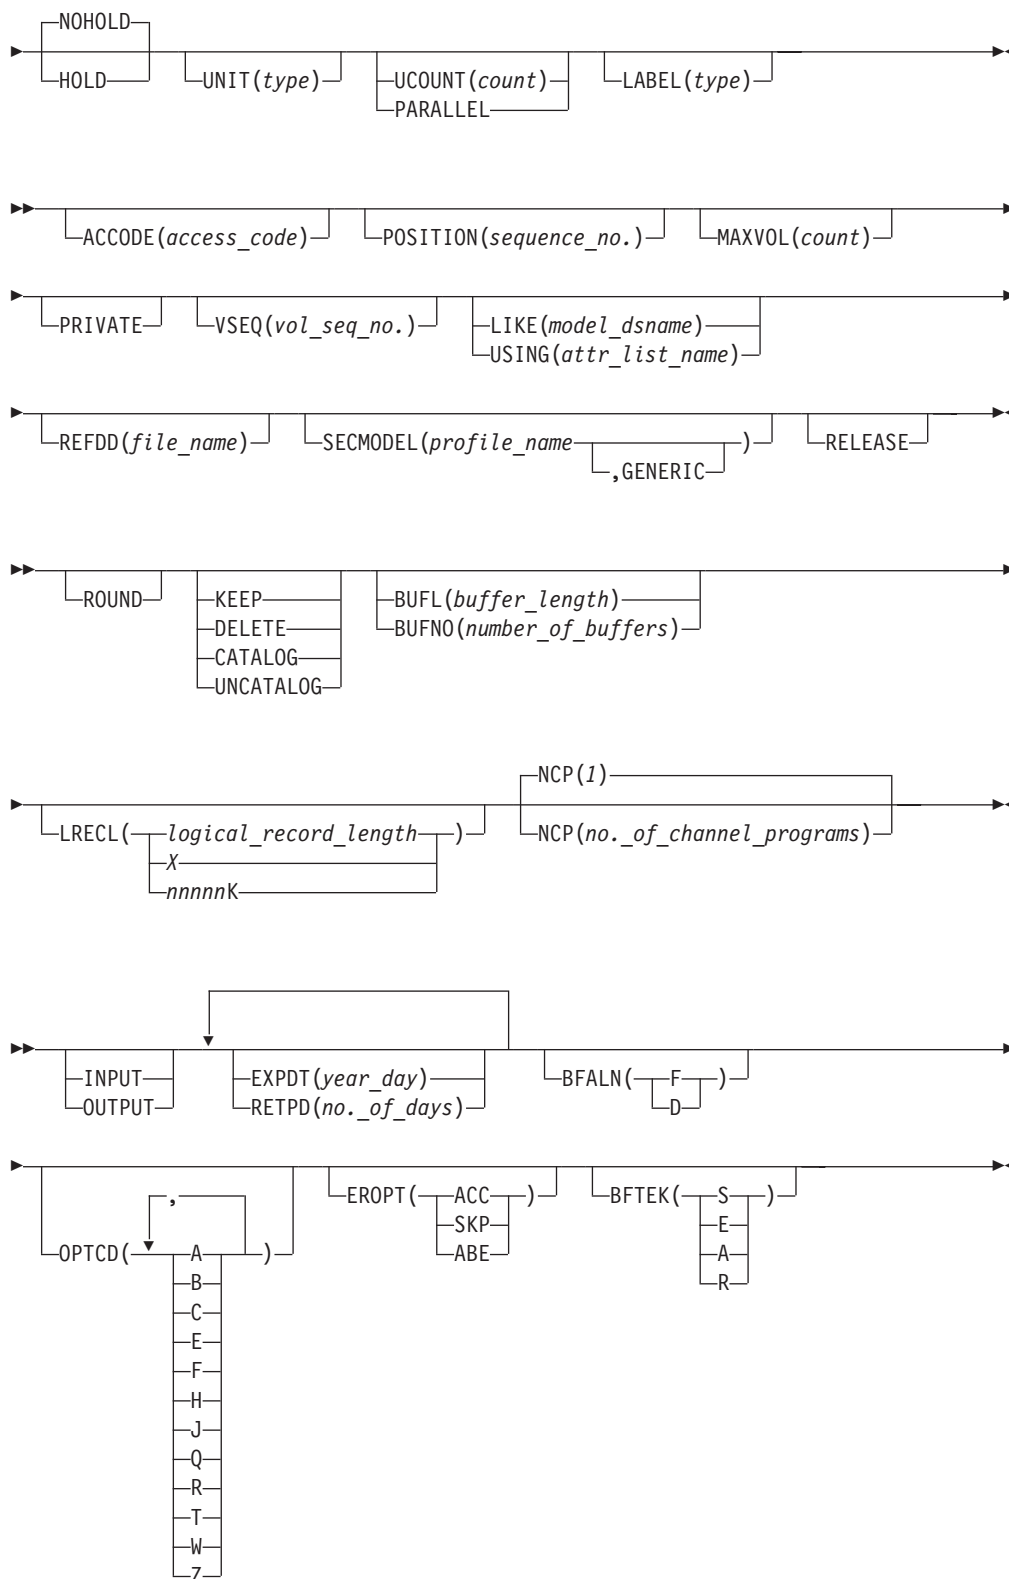 NOHOLD
HOLD UNIT(type) UCOUNT(count) LABEL(type)
PARALLEL
ACCODE(access_code) POSITION(sequence_no.) MAXVOL(count)
PRIVATE VSEQ(vol_seq_no.) LIKE(model_dsname)
USING(attr_list_name)
REFDD(file_name) SECMODEL(profile_name ) RELEASE
,GENERIC
ROUND KEEP BUFL(buffer_length)
DELETE BUFNO(number_of_buffers)
CATALOG
UNCATALOG
NCP(1)
LRECL( logical_record_length ) NCP(no._of_channel_programs)
X
nnnnnK
INPUT EXPDT(year_day) BFALN( F )
OUTPUT RETPD(no._of_days) D
,
OPTCD( A ) EROPT( ACC ) BFTEK( S )
B SKP E
C ABE A
E R
F
H
J
Q
R
T
W
Z